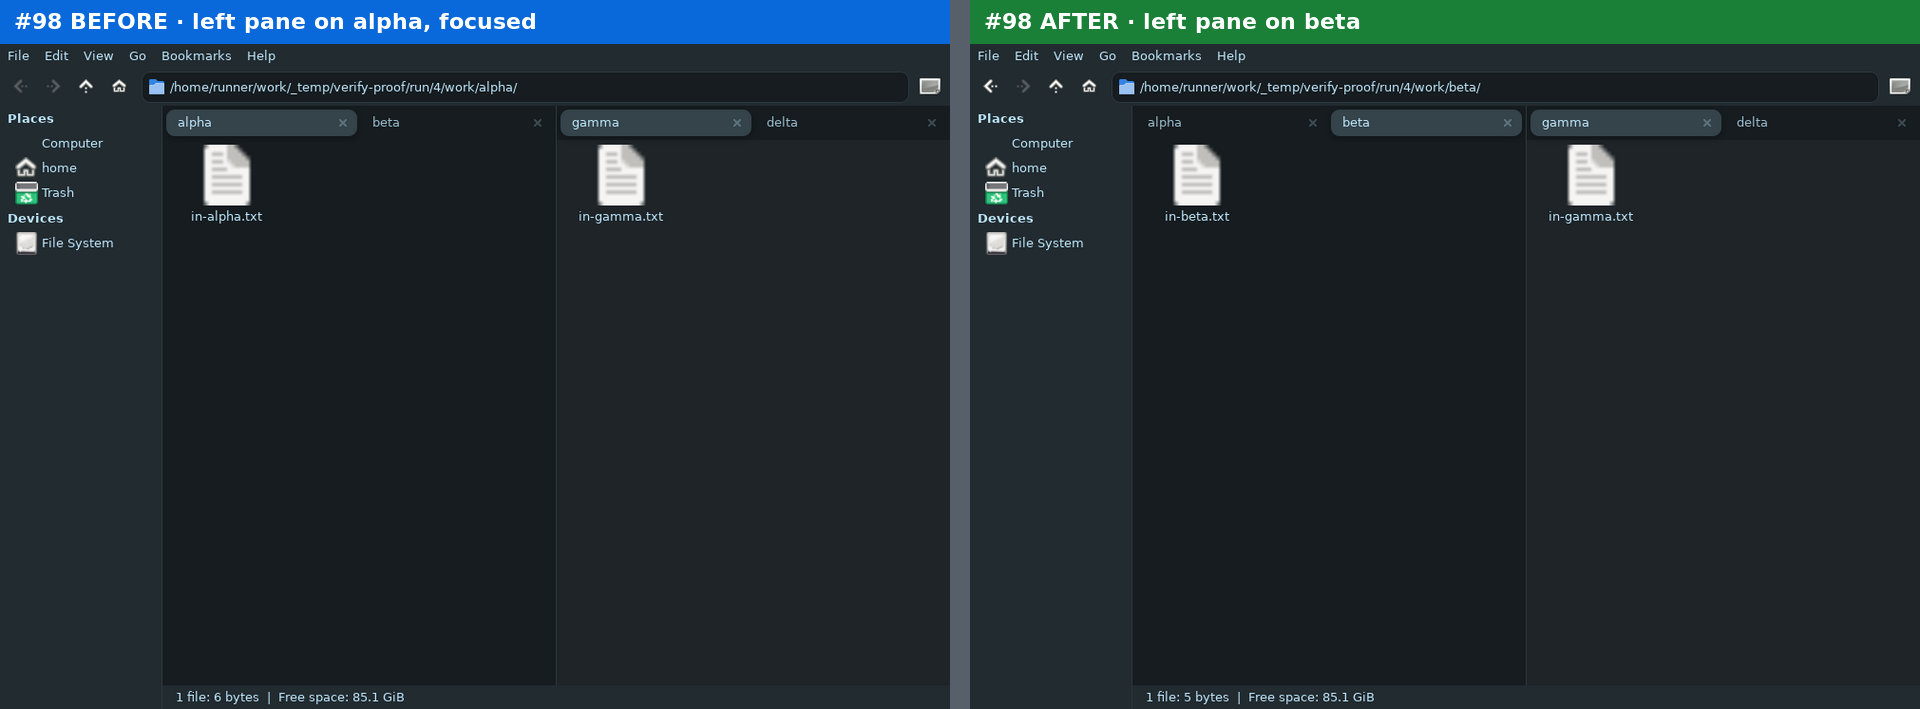 #98 BEFORE · left pane on alpha, focused
File Edit View Go Bookmarks Help
/home/runner/work/_temp/verify-proof/run/4/work/alpha/
Places
Computer
home
Trash
Devices
File System
alpha beta gamma delta
in-alpha.txt in-gamma.txt
1 file: 6 bytes | Free space: 85.1 GiB
#98 AFTER · left pane on beta
File Edit View Go Bookmarks Help
/home/runner/work/_temp/verify-proof/run/4/work/beta/
Places
Computer
home
Trash
Devices
File System
alpha beta gamma delta
in-beta.txt in-gamma.txt
1 file: 5 bytes | Free space: 85.1 GiB